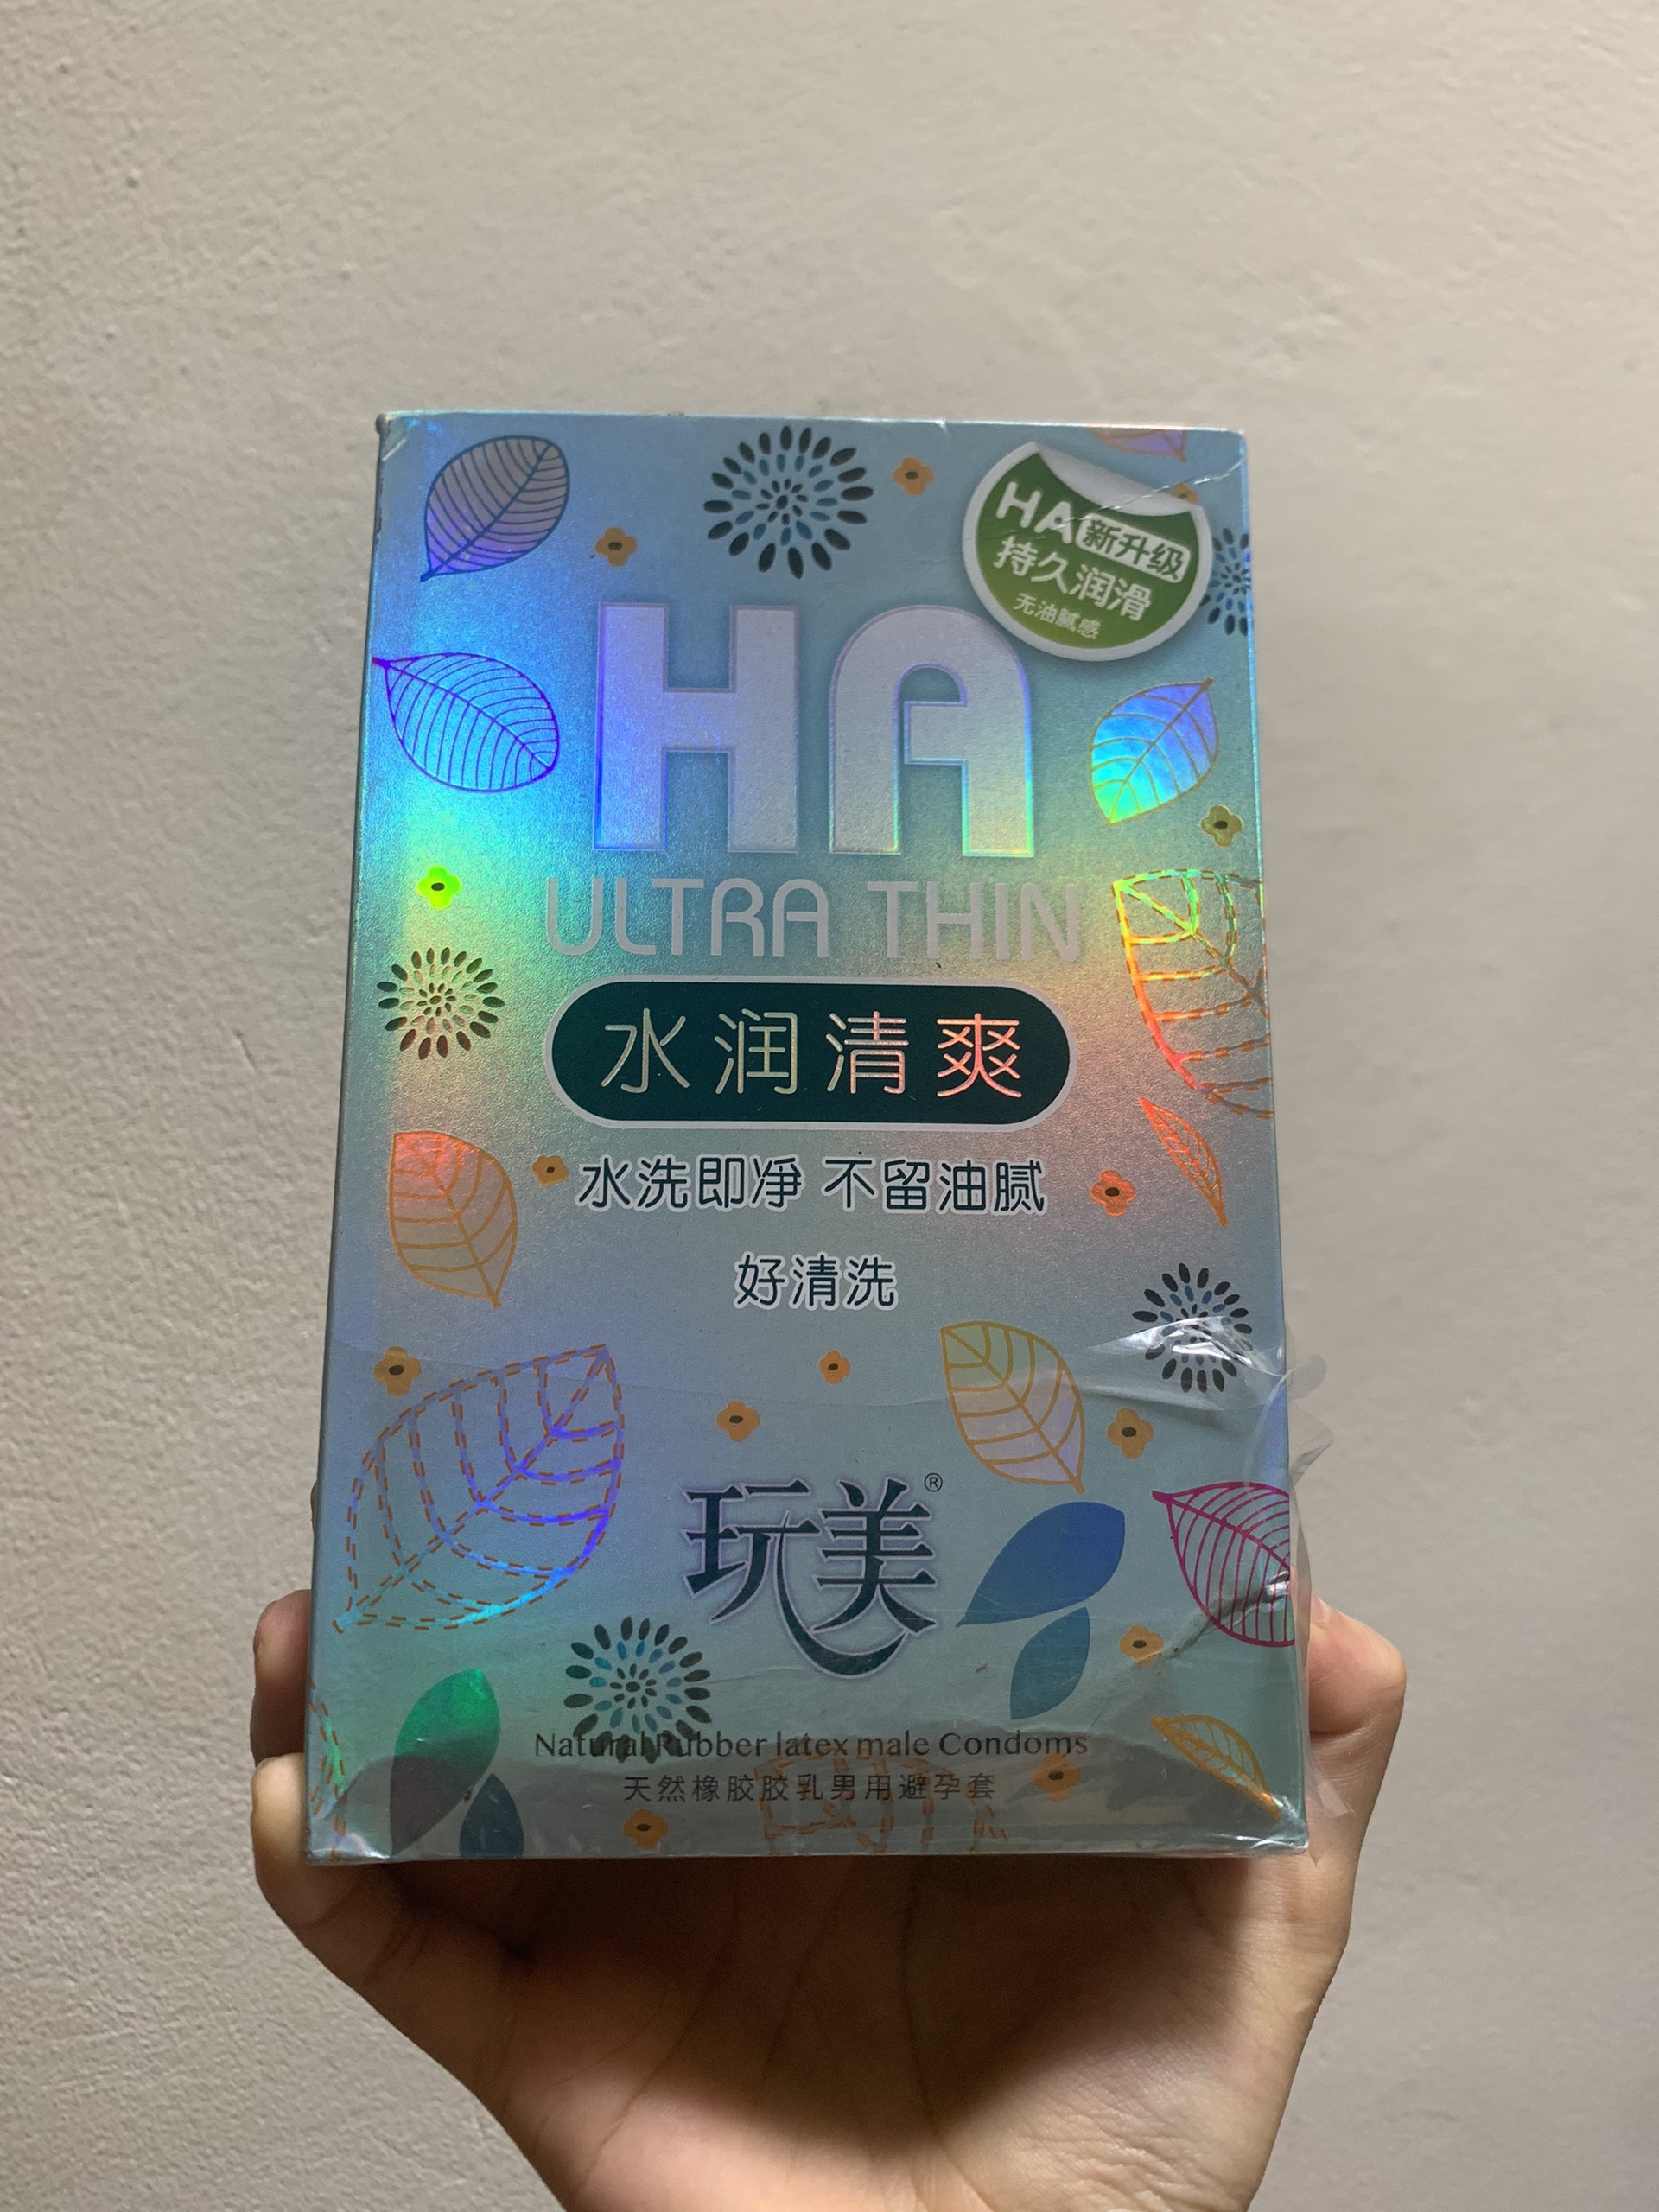 HA新升级
持久润滑
无油腻感
HA
ULTRA THIN
水润清爽
水洗即净 不留油腻
好清洗
玩美®
Natural Rubber latex male Condoms
天然橡胶胶乳男用避孕套